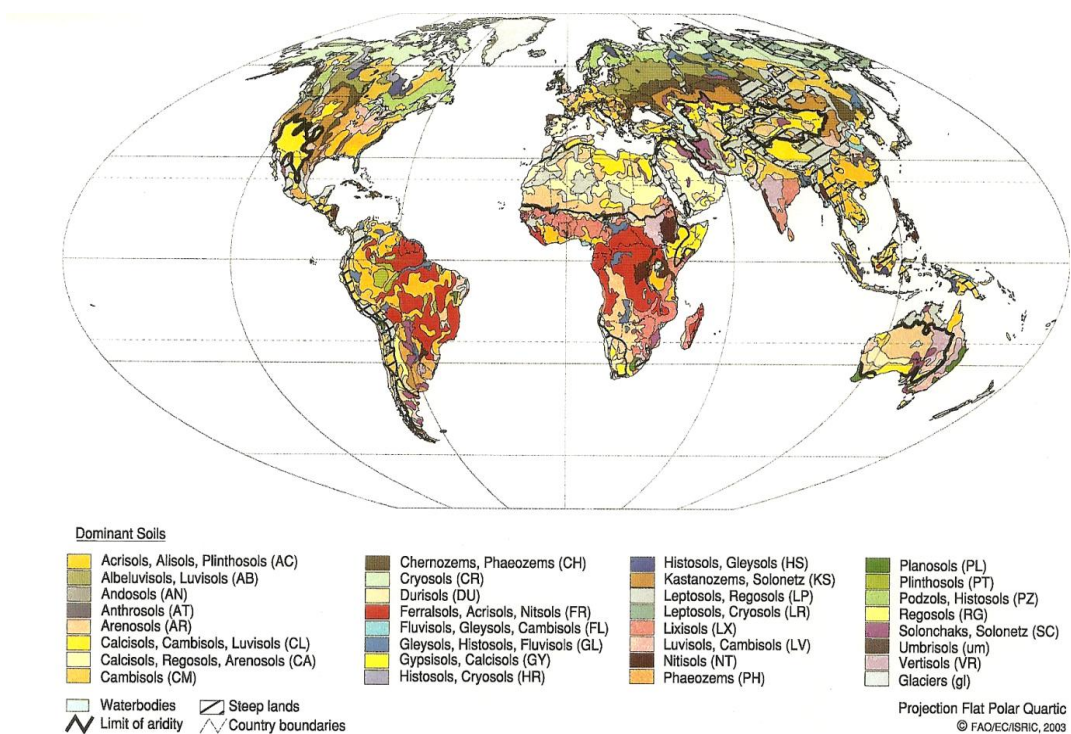 Dominant Soils
Acrisols, Alisols, Plinthosols (AC)
Albeluvisols, Luvisols (AB)
Andosols (AN)
Anthrosols (AT)
Arenosols (AR)
Calcisols, Cambisols, Luvisols (CL)
Calcisols, Regosols, Arenosols (CA)
Cambisols (CM)
Chernozems, Phaeozems (CH)
Cryosols (CR)
Durisols (DU)
Ferralsols, Acrisols, Nitsols (FR)
Fluvisols, Gleysols, Cambisols (FL)
Gleysols, Histosols, Fluvisols (GL)
Gypsisols, Calcisols (GY)
Histosols, Cryosols (HR)
Histosols, Gleysols (HS)
Kastanozems, Solonetz (KS)
Leptosols, Regosols (LP)
Leptosols, Cryosols (LR)
Lixisols (LX)
Luvisols, Cambisols (LV)
Nitisols (NT)
Phaeozems (PH)
Planosols (PL)
Plinthosols (PT)
Podzols, Histosols (PZ)
Regosols (RG)
Solonchaks, Solonetz (SC)
Umbrisols (um)
Vertisols (VR)
Glaciers (gl)
Waterbodies
Steep lands
Limit of aridity
Country boundaries
Projection Flat Polar Quartic
© FAO/EC/ISRIC, 2003